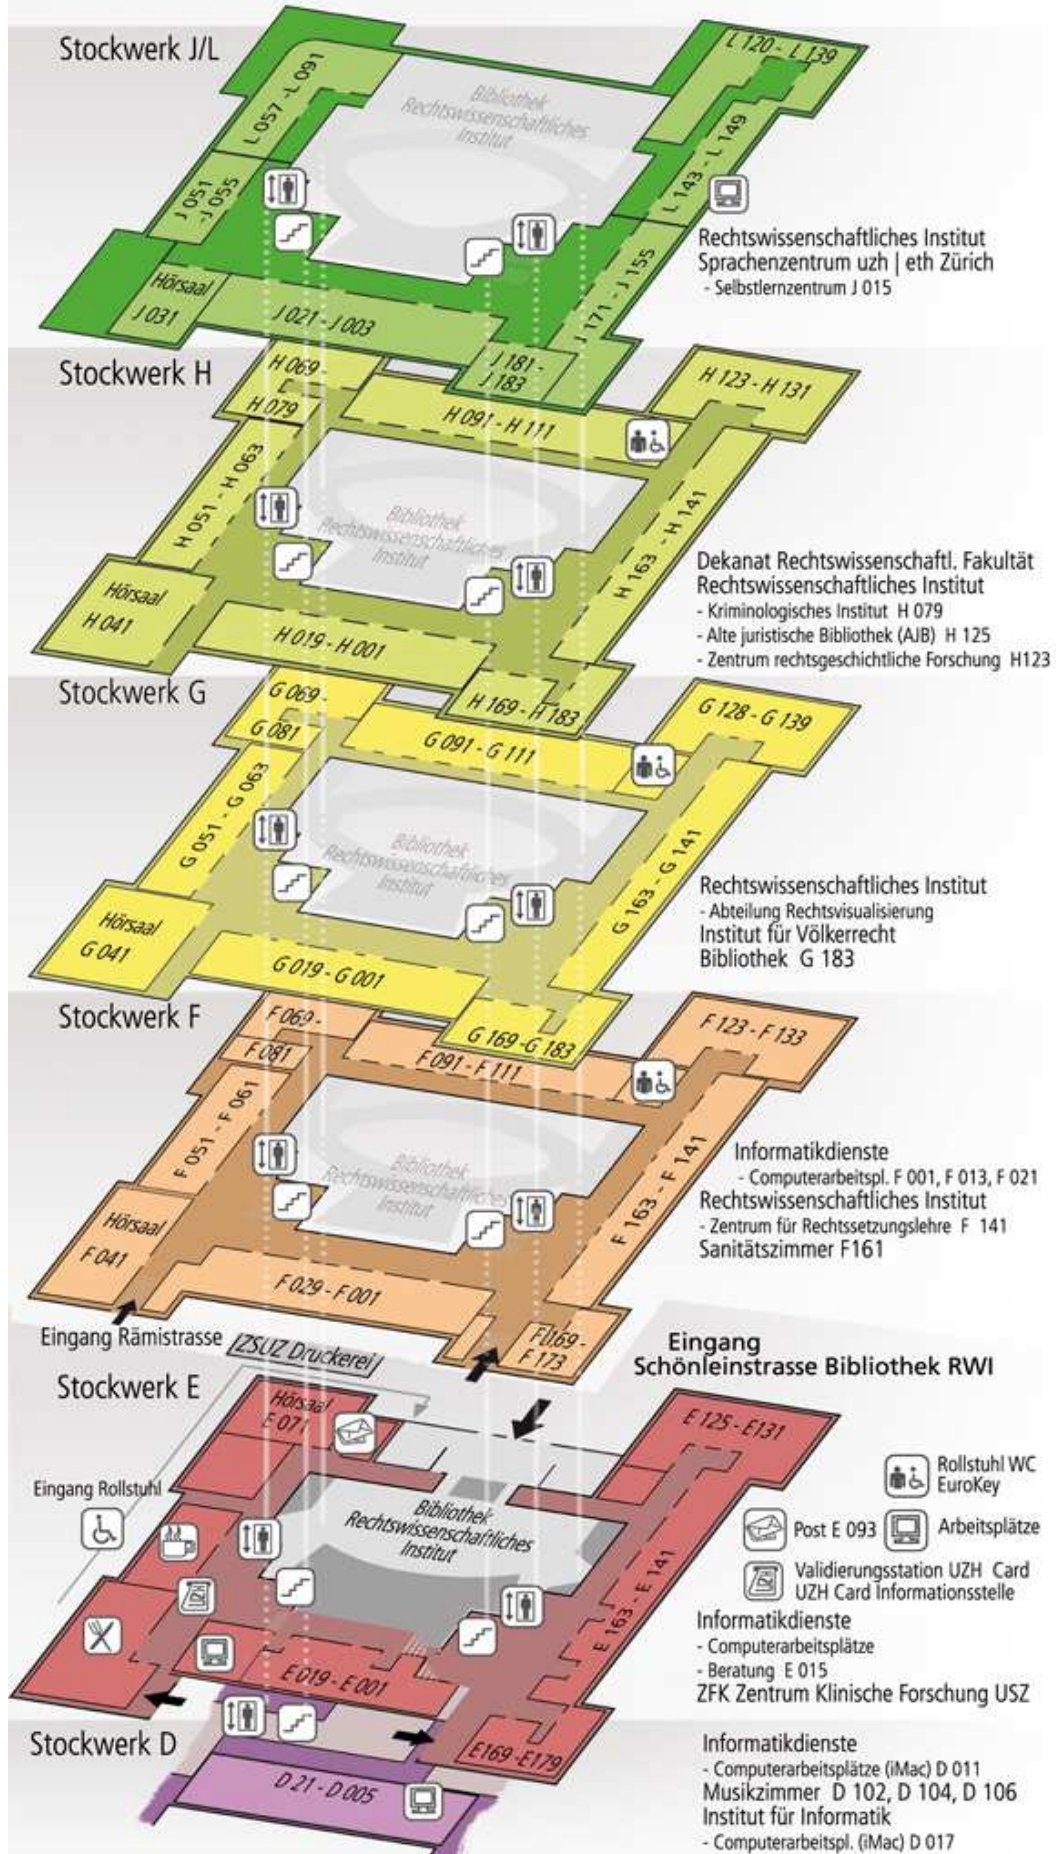 Stockwerk J/L
L 120 - L 139
L 057 - L 091
Bibliothek
Rechtswissenschaftliches
Institut
L 143 - L 149
J 051
-J 055
Rechtswissenschaftliches Institut
Sprachenzentrum uzh | eth Zürich
- Selbstlernzentrum J 015
J 171 - J 155
Hörsaal
J 031
J 021 - J 003
J 181 -
J 183
Stockwerk H
H 069 -
H 079
H 091 - H 111
H 123 - H 131
H 051 - H 063
Bibliothek
Rechtswissenschaftliches
Institut
H 163 - H 141
Hörsaal
H 041
H 019 - H 001
H 169 - H 183
Dekanat Rechtswissenschaftl. Fakultät
Rechtswissenschaftliches Institut
- Kriminologisches Institut H 079
- Alte juristische Bibliothek (AJB) H 125
- Zentrum rechtsgeschichtliche Forschung H123
Stockwerk G
G 069 -
G 081
G 091 - G 111
G 128 - G 139
G 051 - G 063
Bibliothek
Rechtswissenschaftliches
Institut
G 163 - G 141
Hörsaal
G 041
G 019 - G 001
G 169 -G 183
Rechtswissenschaftliches Institut
- Abteilung Rechtsvisualisierung
Institut für Völkerrecht
Bibliothek G 183
Stockwerk F
F 069 -
F 081
F 091 - F 111
F 123 - F 133
F 051 - F 061
Bibliothek
Rechtswissenschaftliches
Institut
F 163 - F 141
Hörsaal
F 041
F 029 - F 001
F 169 -
F 173
Informatikdienste
- Computerarbeitspl. F 001, F 013, F 021
Rechtswissenschaftliches Institut
- Zentrum für Rechtssetzungslehre F 141
Sanitätszimmer F161
Eingang Rämistrasse
ZSUZ Druckerei
Eingang
Schönleinstrasse Bibliothek RWI
Stockwerk E
Hörsaal
E 071
E 125 - E131
Eingang Rollstuhl
Bibliothek
Rechtswissenschaftliches
Institut
E 163 - E 141
E 019 - E 001
E169 -E179
Rollstuhl WC
EuroKey
Post E 093
Arbeitsplätze
Validierungsstation UZH Card
UZH Card Informationsstelle
Informatikdienste
- Computerarbeitsplätze
- Beratung E 015
ZFK Zentrum Klinische Forschung USZ
Stockwerk D
D 21 - D 005
Informatikdienste
- Computerarbeitsplätze (iMac) D 011
Musikzimmer D 102, D 104, D 106
Institut für Informatik
- Computerarbeitspl. (iMac) D 017